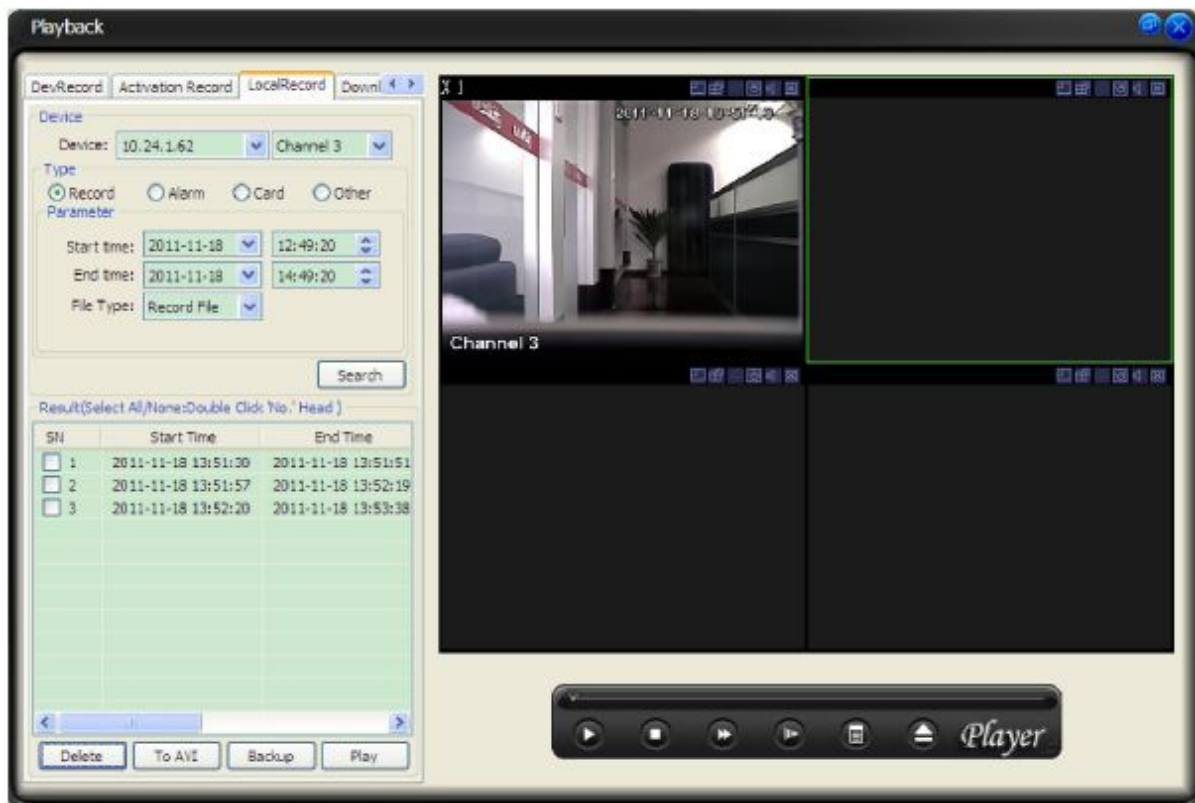 Playback
DevRecord Activation Record LocalRecord Downl
Device
Device: 10.24.1.62 Channel 3
Type
Record Alarm Card Other
Parameter
Start time: 2011-11-18 12:49:20
End time: 2011-11-18 14:49:20
File Type: Record File
Search
Result(Select All/None:Double Click 'No.' Head )
SN Start Time End Time
1 2011-11-18 13:51:30 2011-11-18 13:51:51
2 2011-11-18 13:51:57 2011-11-18 13:52:19
3 2011-11-18 13:52:20 2011-11-18 13:53:38
Delete To AVI Backup Play
X 1
2011-11-18
Channel 3
Player